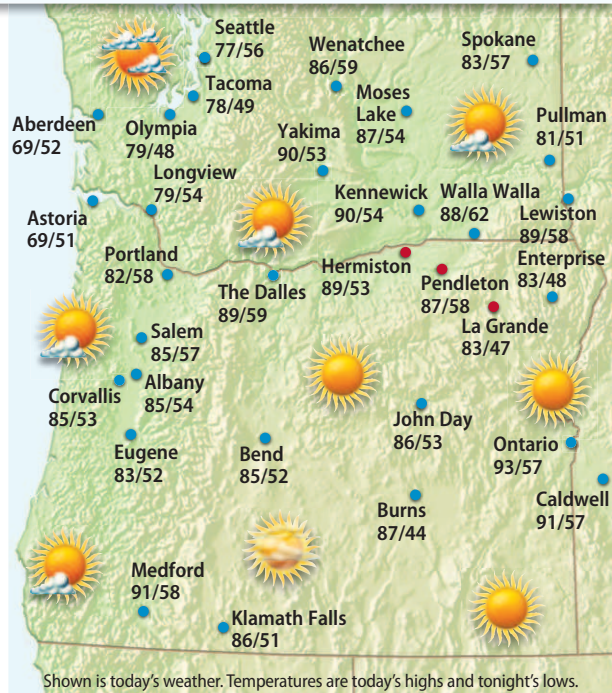 Seattle
77/56
Wenatchee
86/59
Spokane
83/57
Tacoma
78/49
Moses
Lake
87/54
Aberdeen
69/52
Olympia
79/48
Yakima
90/53
Pullman
81/51
Longview
79/54
Kennewick
90/54
Walla Walla
88/62
Lewiston
89/58
Astoria
69/51
Portland
82/58
The Dalles
89/59
Hermiston
89/53
Pendleton
87/58
Enterprise
83/48
La Grande
83/47
Salem
85/57
Corvallis
85/53
Albany
85/54
John Day
86/53
Eugene
83/52
Bend
85/52
Ontario
93/57
Caldwell
91/57
Burns
87/44
Medford
91/58
Klamath Falls
86/51
Shown is today's weather. Temperatures are today's highs and tonight's lows.